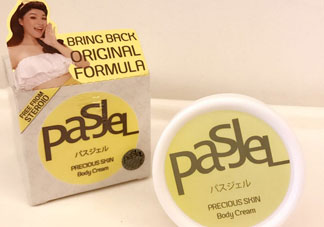 BRING BACK
ORIGINAL
FORMULA
FREE FROM
STEROID
PasJeL
パスジェル
PRECIOUS SKIN
Body Cream
PasJeL
パスジェル
PRECIOUS SKIN
Body Cream